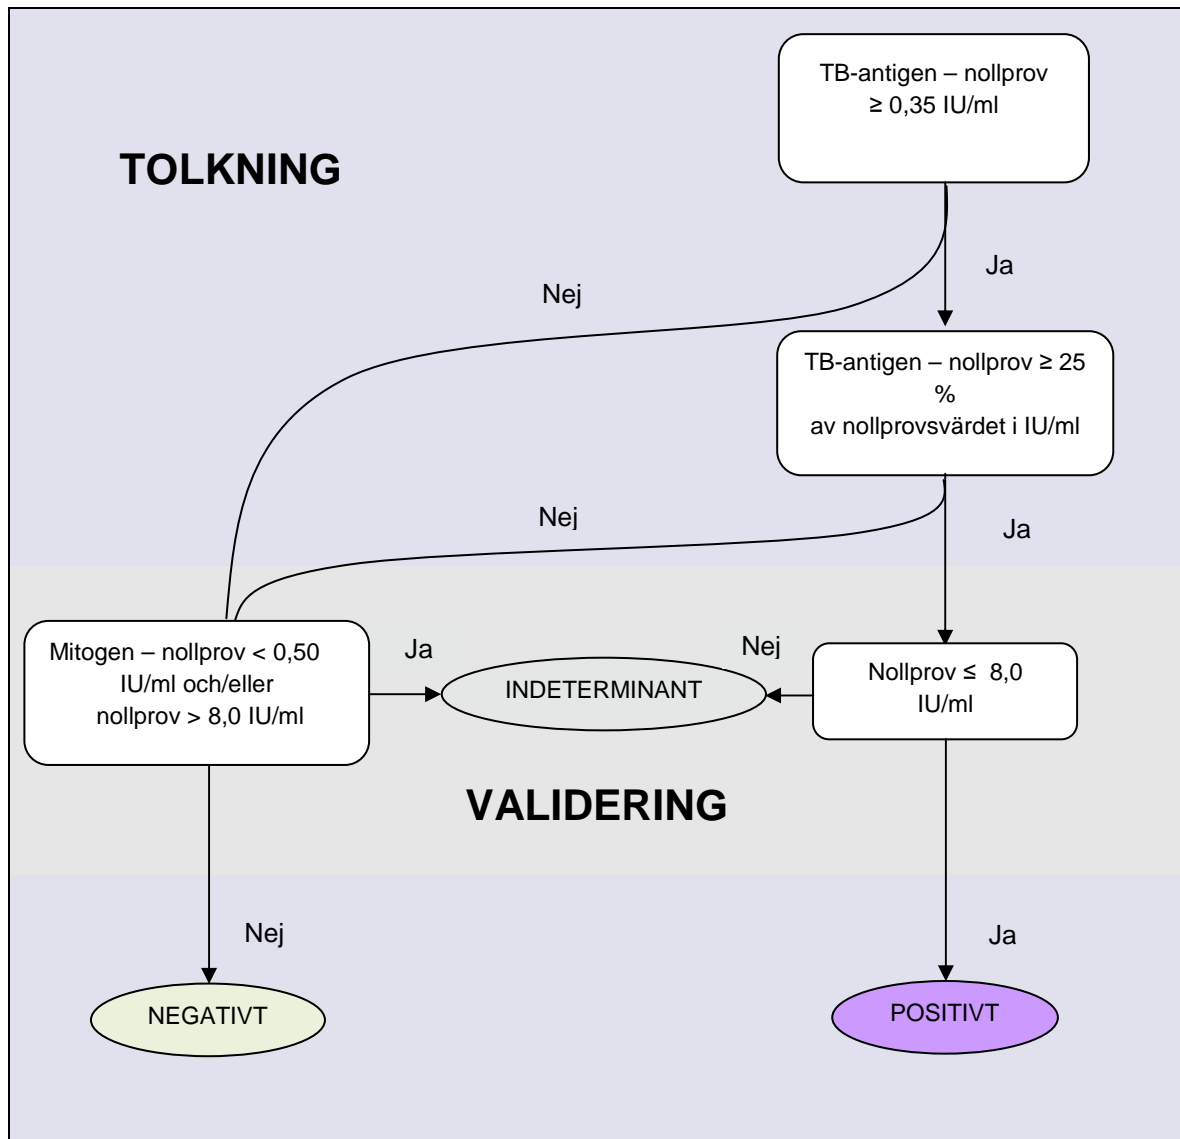 TB-antigen – nollprov
≥ 0,35 IU/ml
TOLKNING
Ja
Nej
TB-antigen – nollprov ≥ 25
%
av nollprovsvärdet i IU/ml
Nej
Ja
Mitogen – nollprov < 0,50
IU/ml och/eller
nollprov > 8,0 IU/ml
Ja
INDETERMINANT
Nej
Nollprov ≤ 8,0
IU/ml
VALIDERING
Nej
Ja
NEGATIVT
POSITIVT